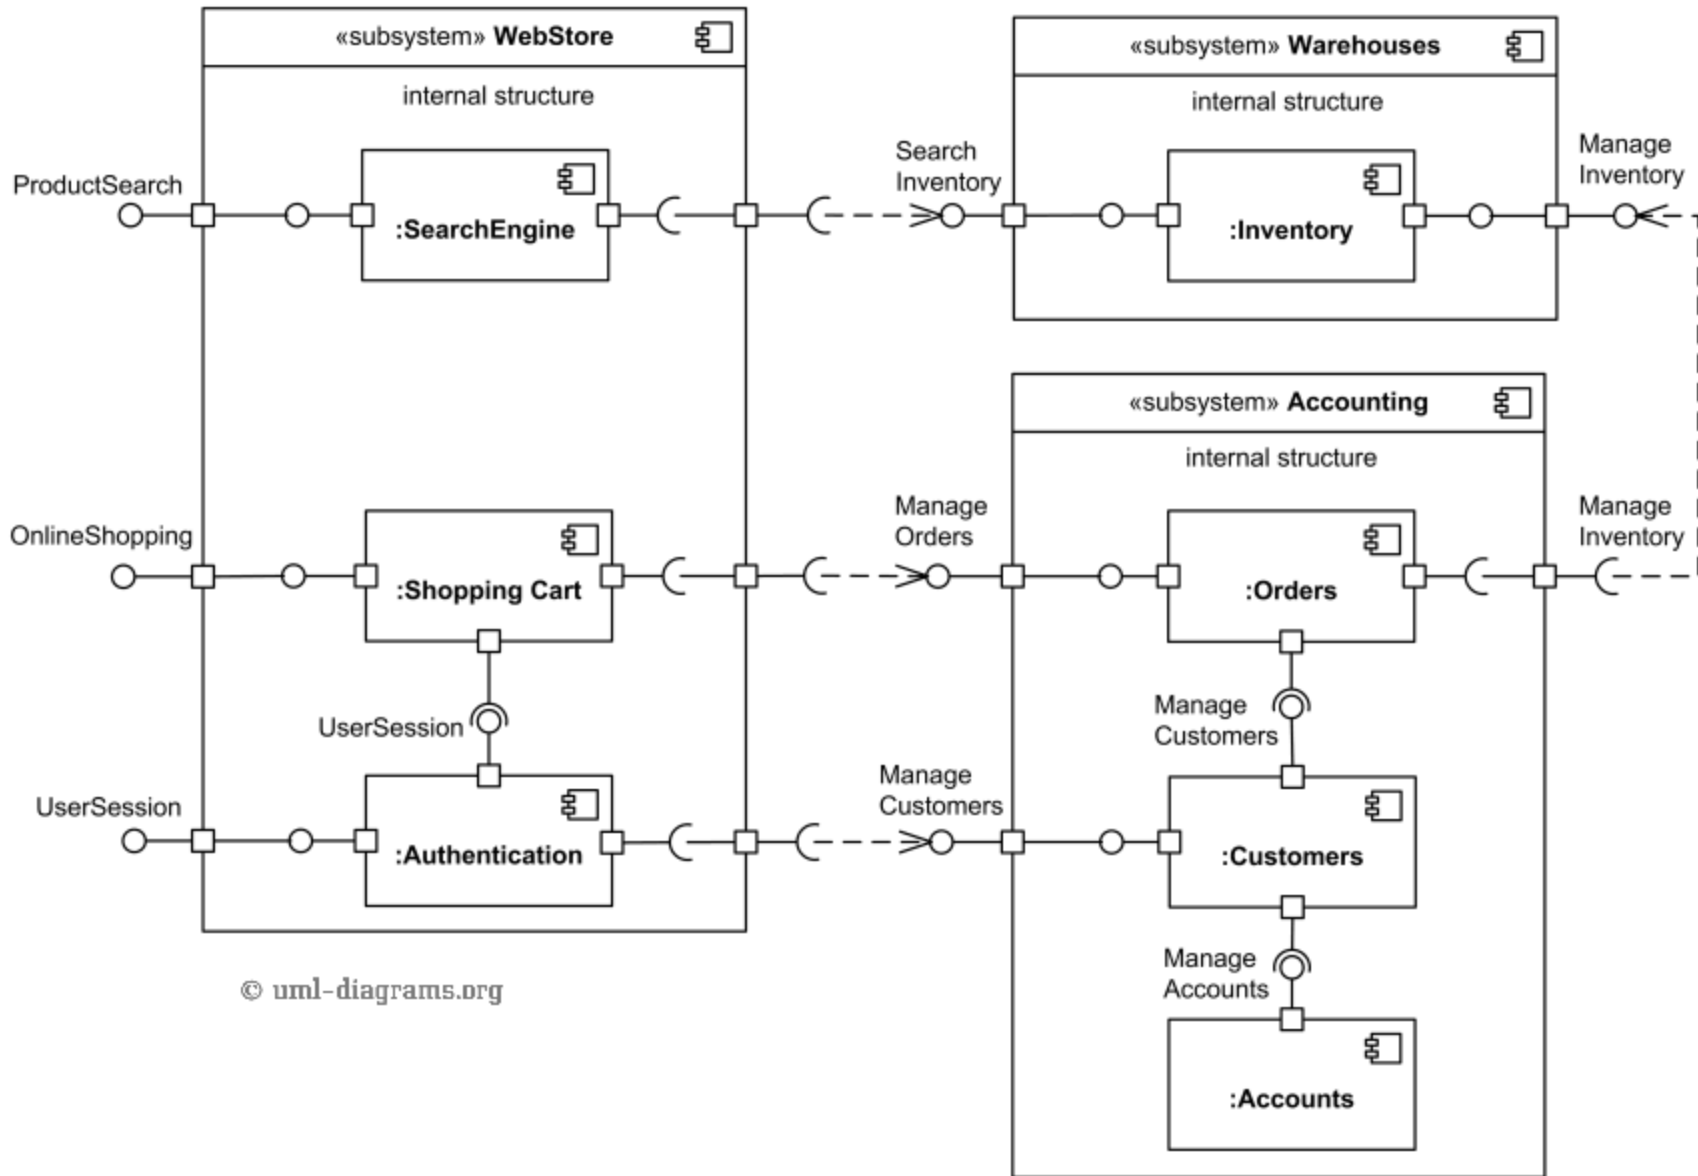 «subsystem» WebStore
internal structure
ProductSearch
:SearchEngine
OnlineShopping
:Shopping Cart
UserSession
UserSession
:Authentication
© uml-diagrams.org
«subsystem» Warehouses
internal structure
Search
Inventory
:Inventory
Manage
Inventory
«subsystem» Accounting
internal structure
Manage
Orders
:Orders
Manage
Inventory
Manage
Customers
Manage
Customers
:Customers
Manage
Accounts
:Accounts